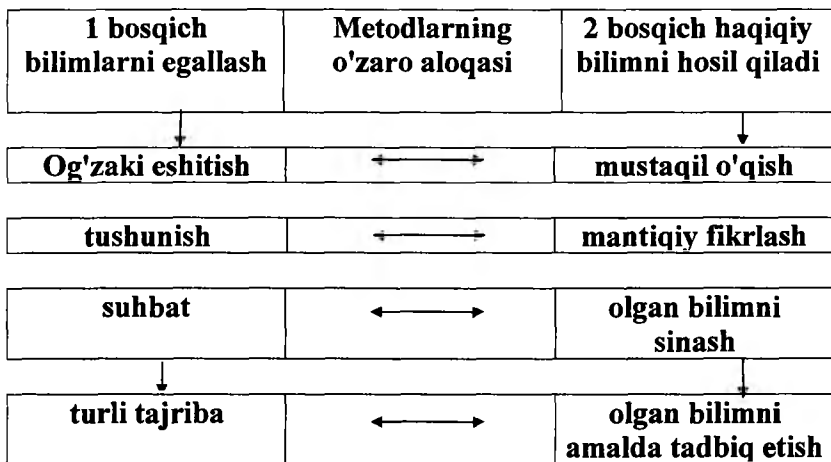 1 bosqich
bilimlarni egallash
Metodlarning
o'zaro aloqasi
2 bosqich haqiqiy
bilimni hosil qiladi
Og'zaki eshitish
mustaqil o'qish
tushunish
mantiqiy fikrlash
suhbat
olgan bilimni
sinash
turli tajriba
olgan bilimni
amalda tadbiq etish